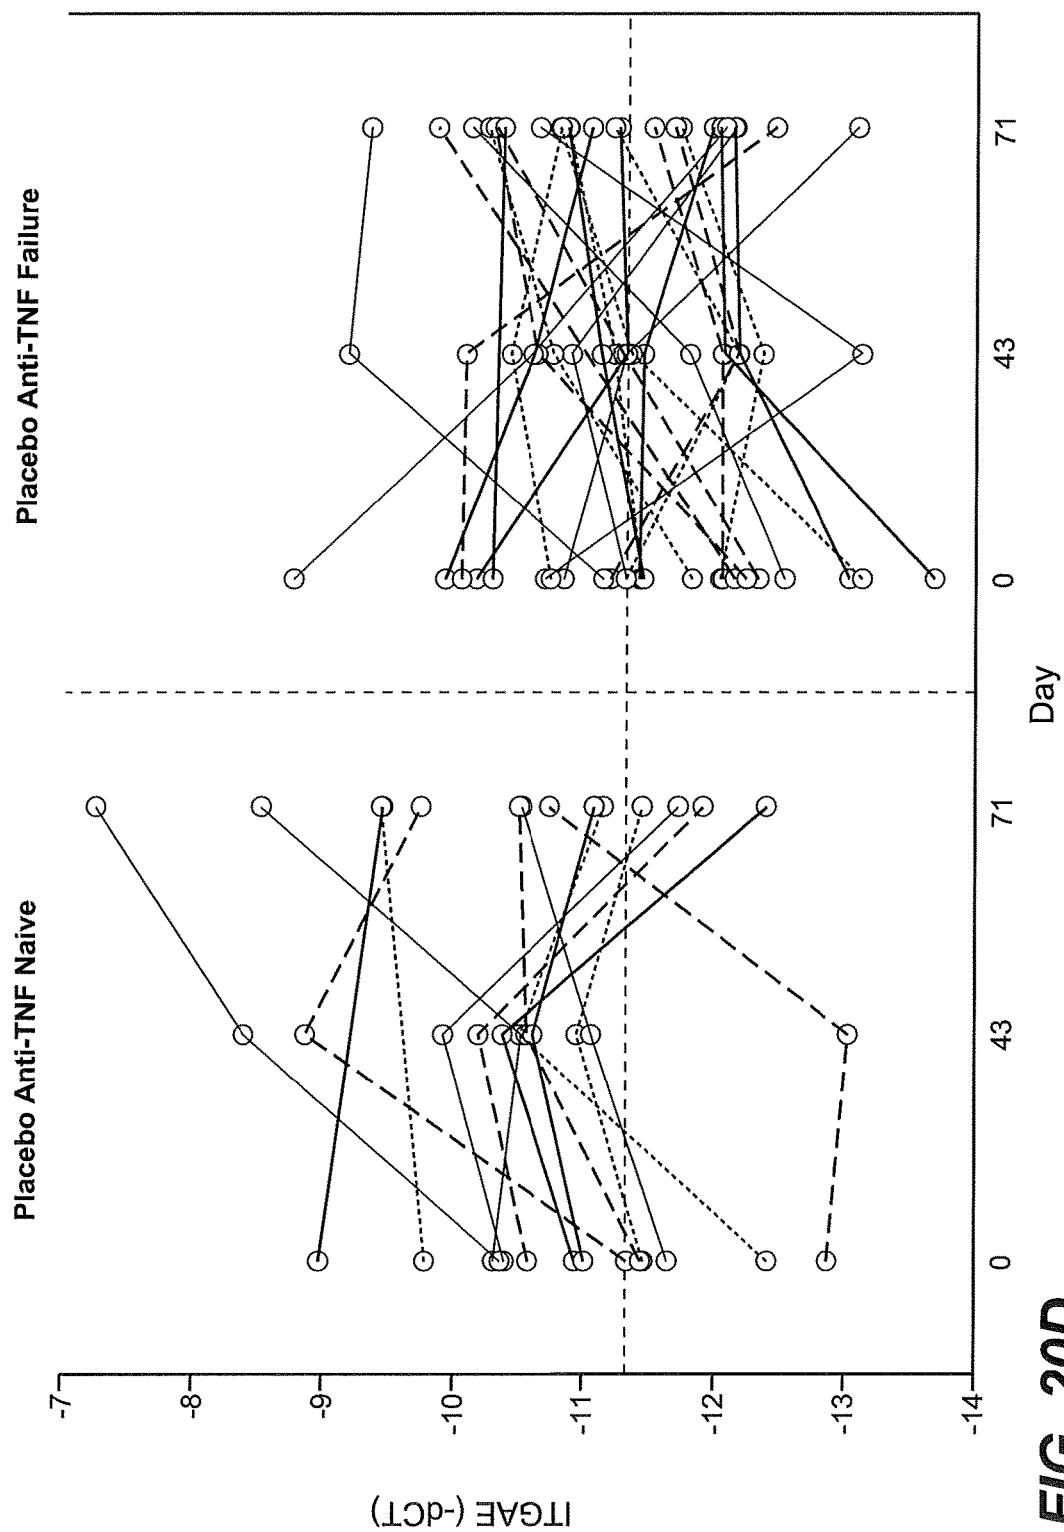 Placebo Anti-TNF Naive
Placebo Anti-TNF Failure
ITGAE (-dCT)
-7
-8
-9
-10
-11
-12
-13
-14
0 43 71 0 43 71
Day
FIG. 20D